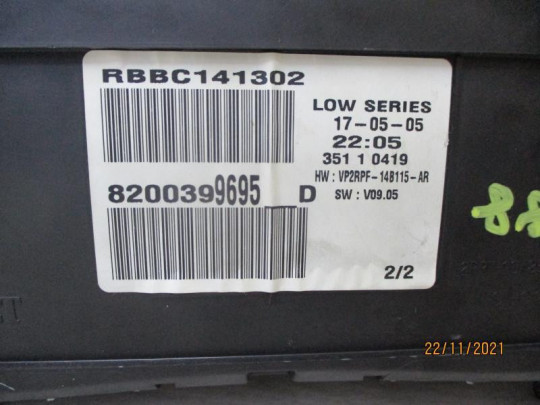 RBBC141302
LOW SERIES
17-05-05
22:05
351 1 0419
HW : VP2RPF-14B115-AR
SW : V09.05
8200399695 D
2/2
22/11/2021